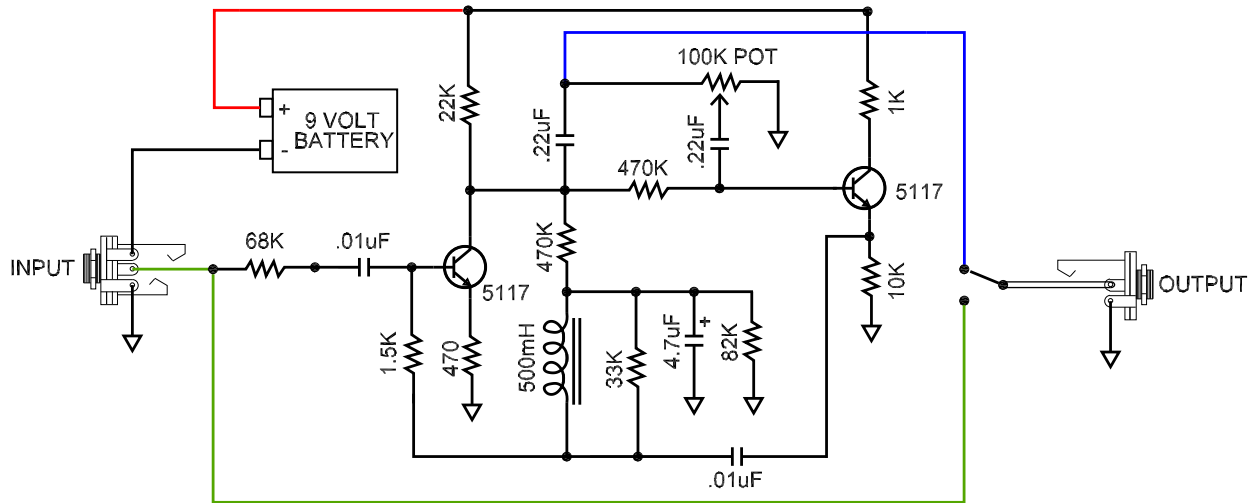 100K POT
22K
1K
+
9 VOLT
BATTERY
-
.22uF
.22uF
470K
5117
INPUT
68K
.01uF
470K
5117
10K
OUTPUT
1.5K
470
500mH
33K
4.7uF
+
82K
.01uF